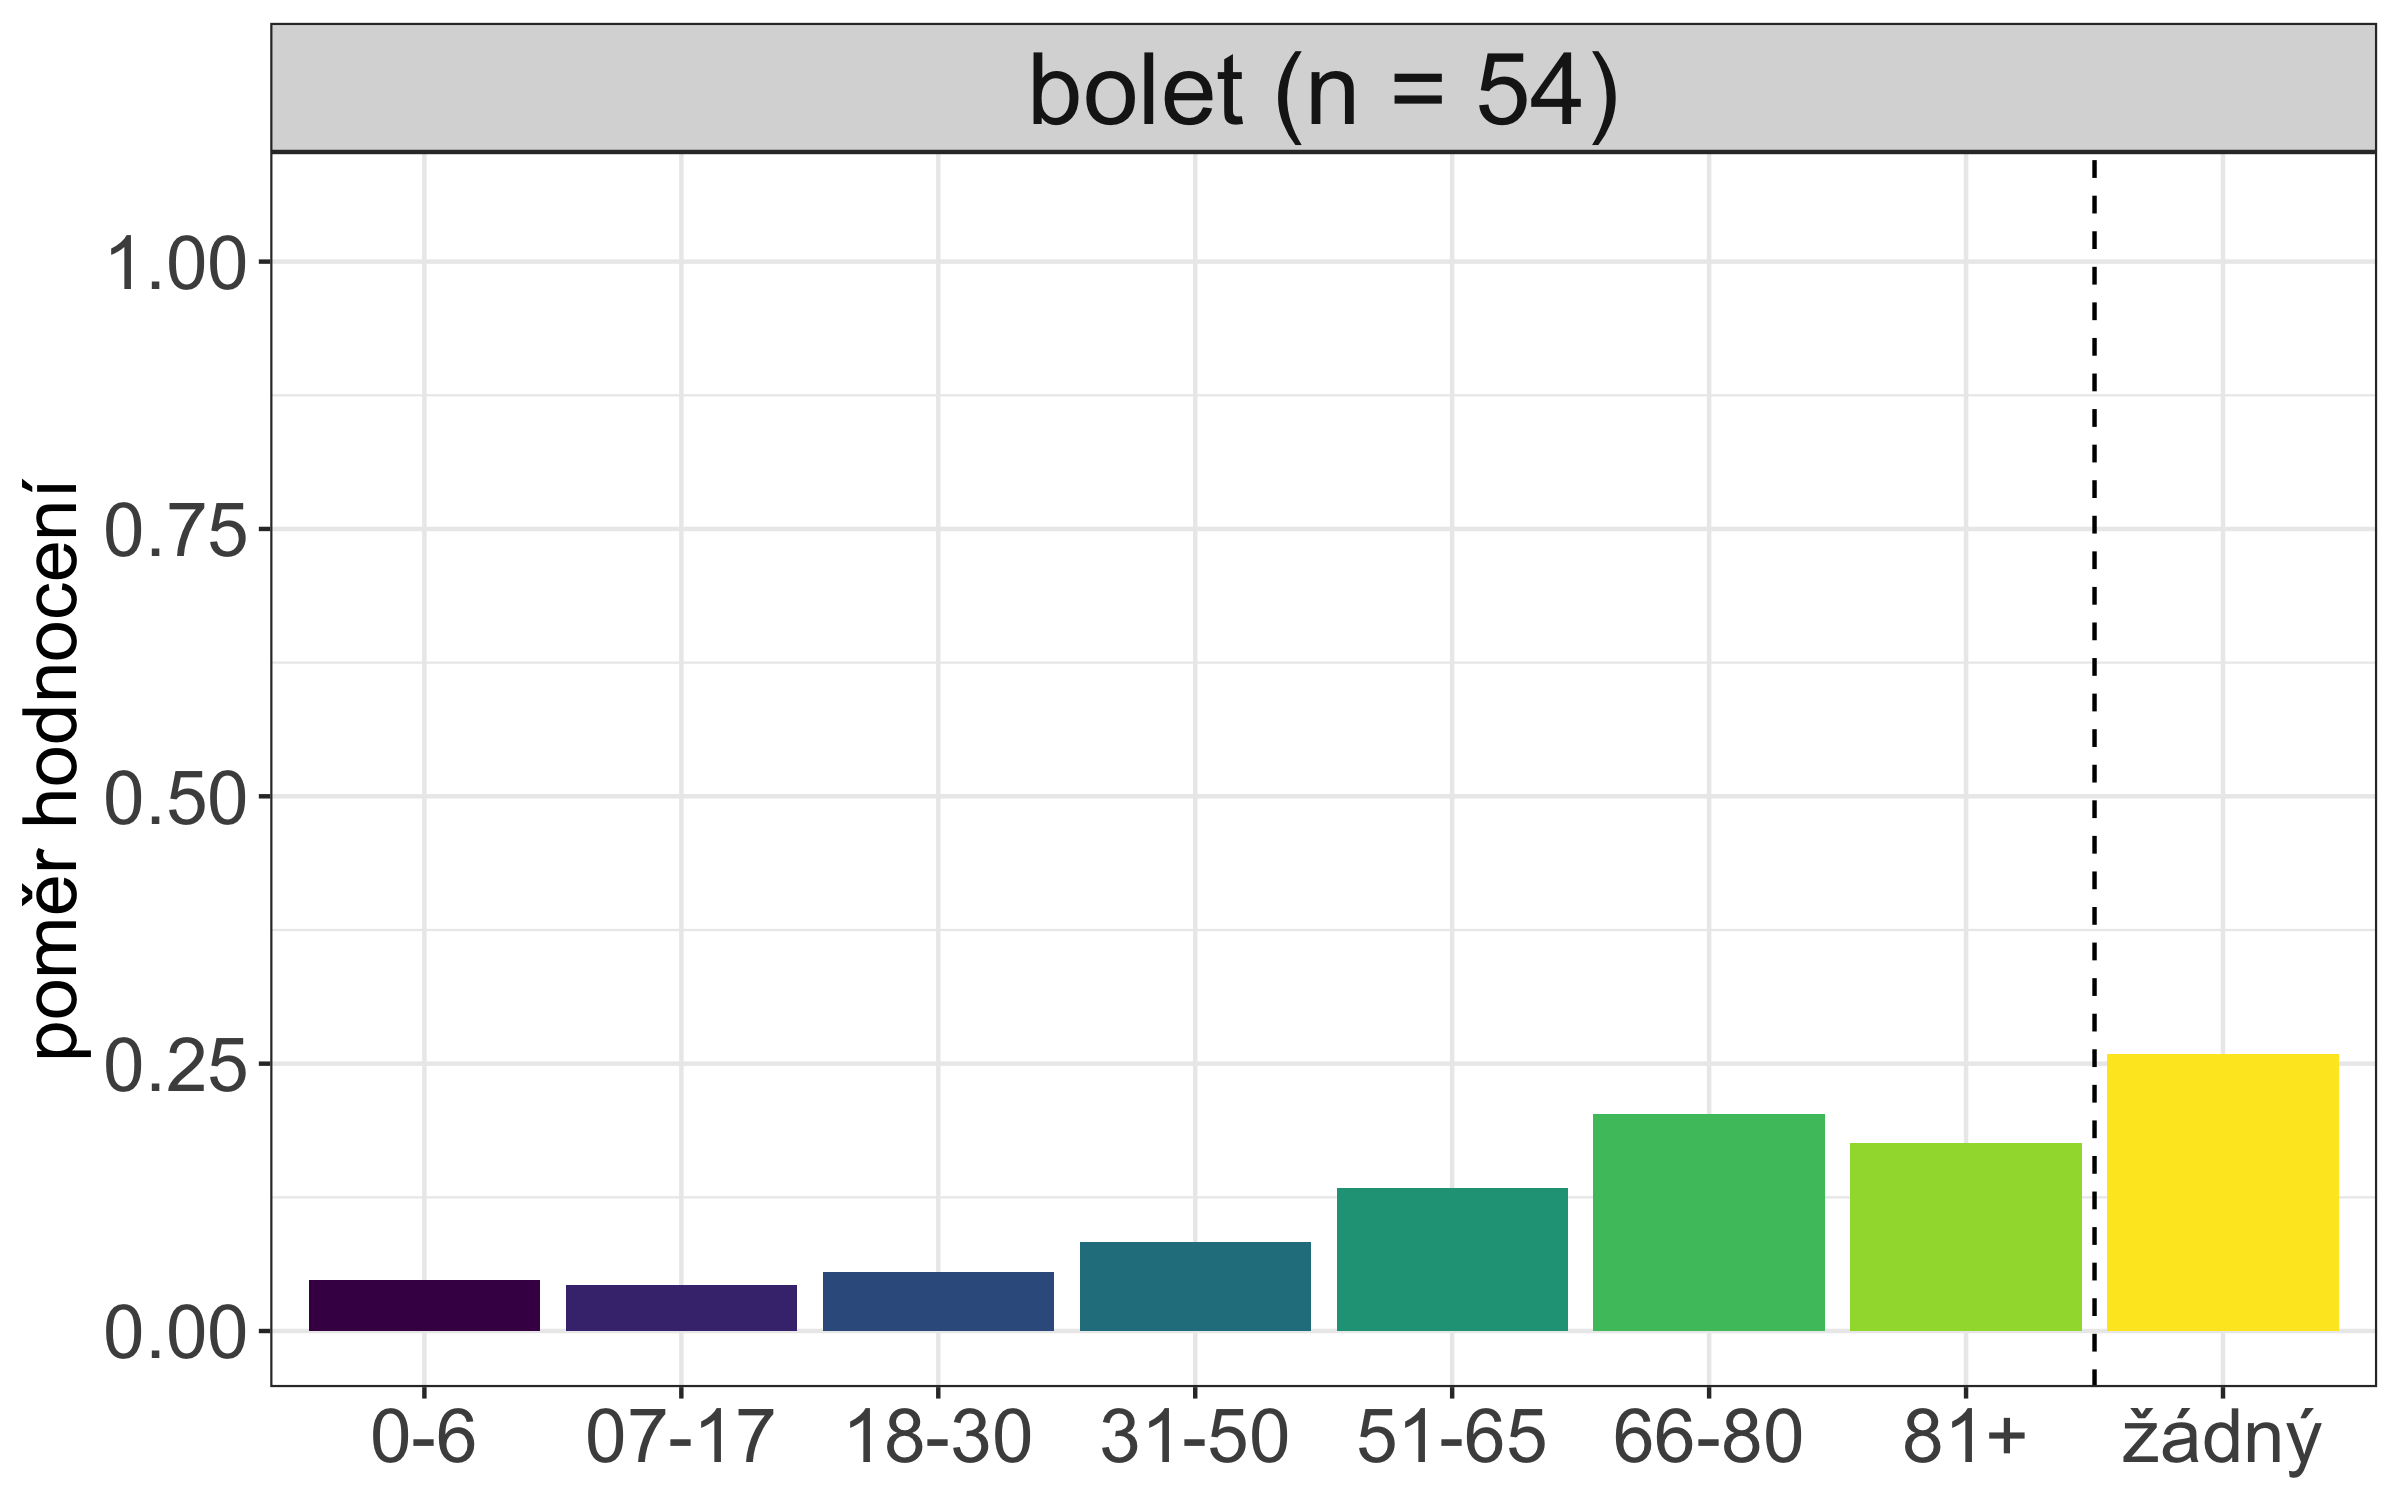 bolet (n = 54)
poměr hodnocení
1.00
0.75
0.50
0.25
0.00
0-6 07-17 18-30 31-50 51-65 66-80 81+ žádný